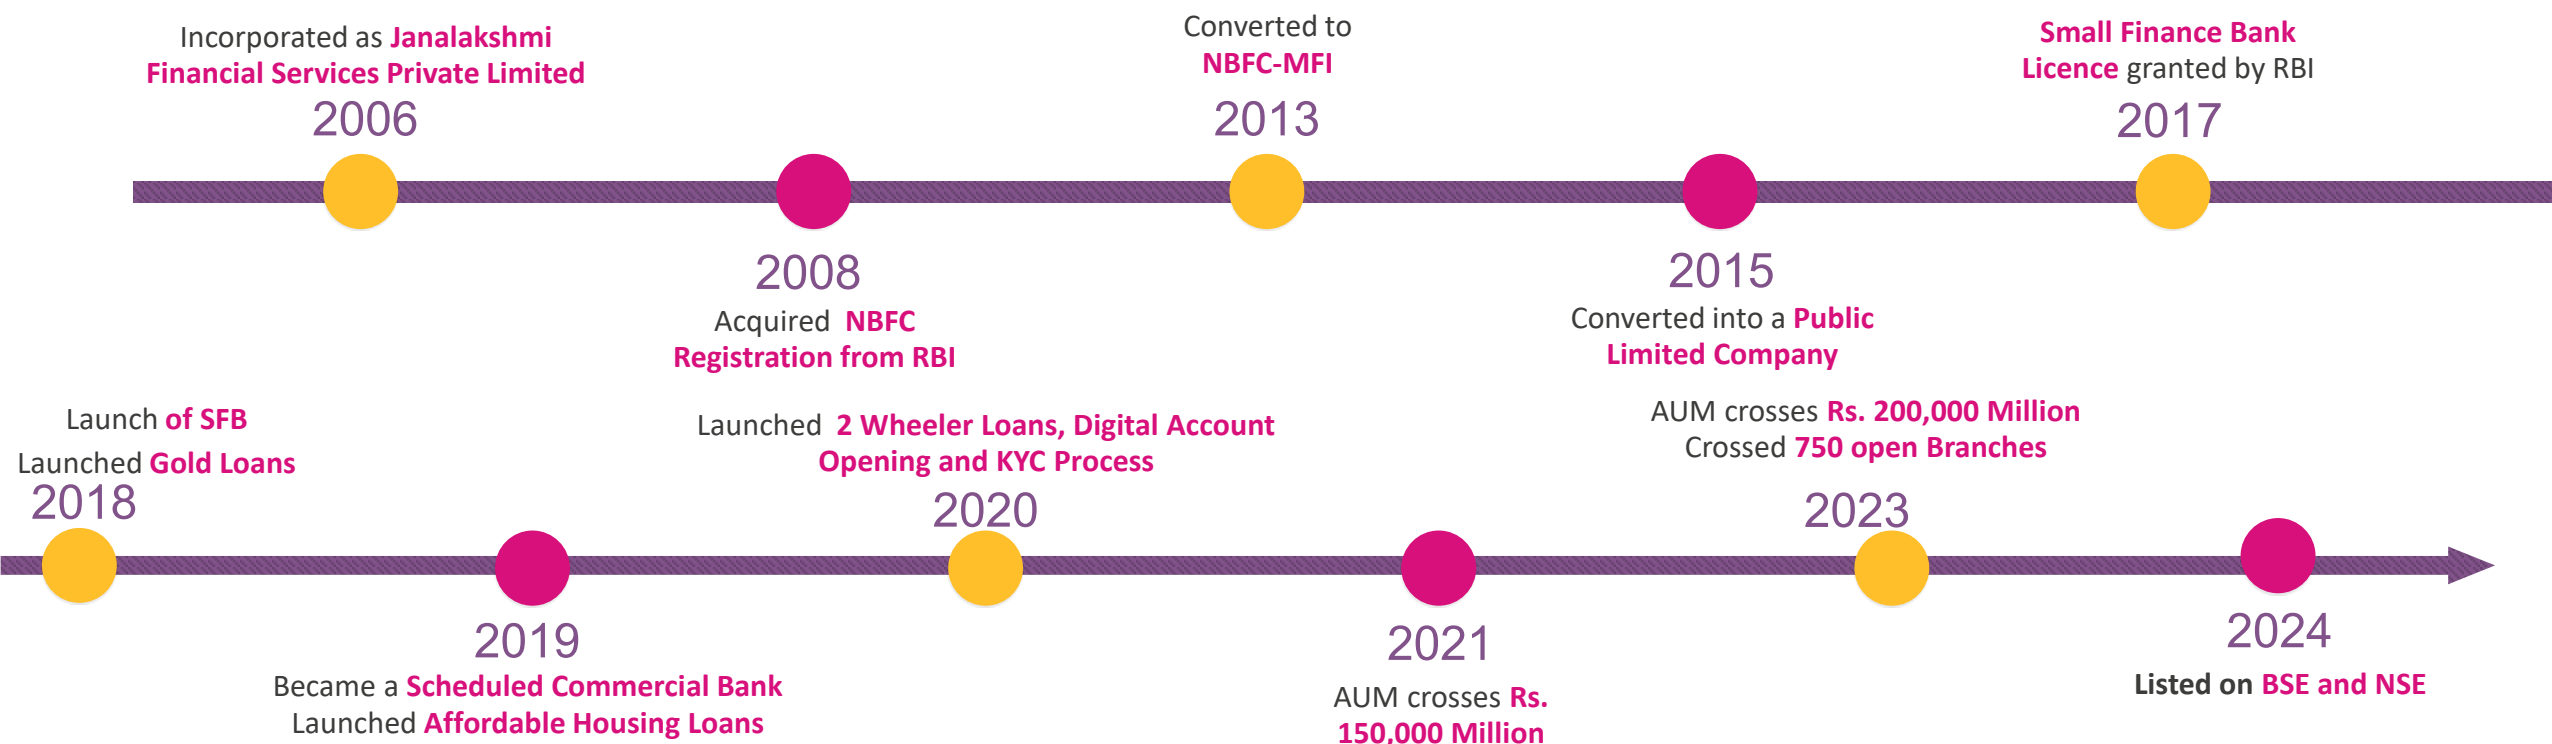 Incorporated as Janalakshmi
Financial Services Private Limited
2006
2008
Acquired NBFC
Registration from RBI
Converted to
NBFC-MFI
2013
2015
Converted into a Public
Limited Company
Small Finance Bank
Licence granted by RBI
2017
Launch of SFB
Launched Gold Loans
2018
2019
Became a Scheduled Commercial Bank
Launched Affordable Housing Loans
Launched 2 Wheeler Loans, Digital Account
Opening and KYC Process
2020
2021
AUM crosses Rs.
150,000 Million
AUM crosses Rs. 200,000 Million
Crossed 750 open Branches
2023
2024
Listed on BSE and NSE